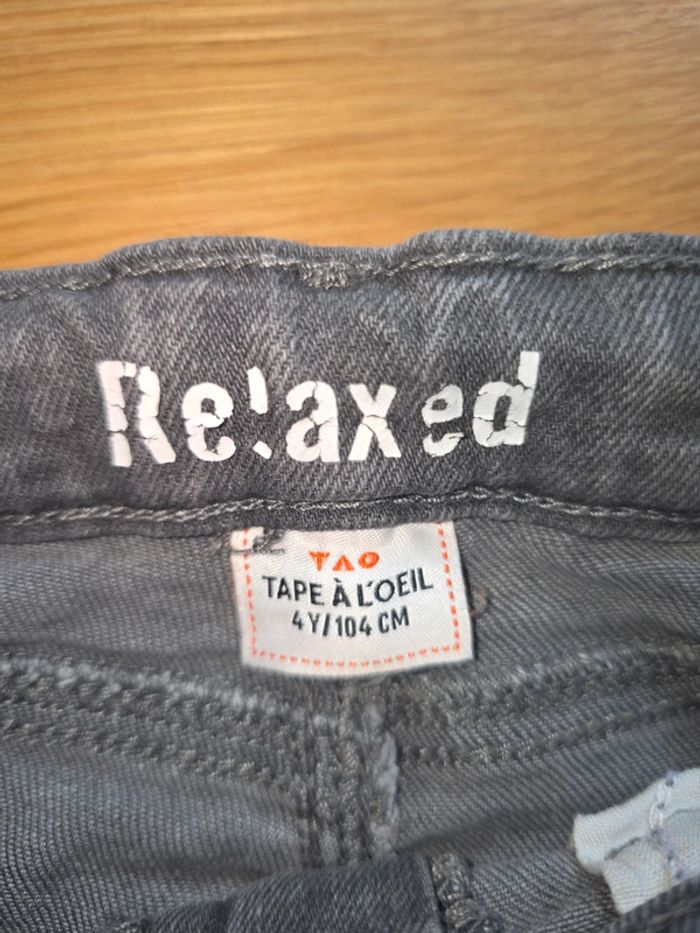 Relaxed
TAO
TAPE À L'OEIL
4Y/104 CM